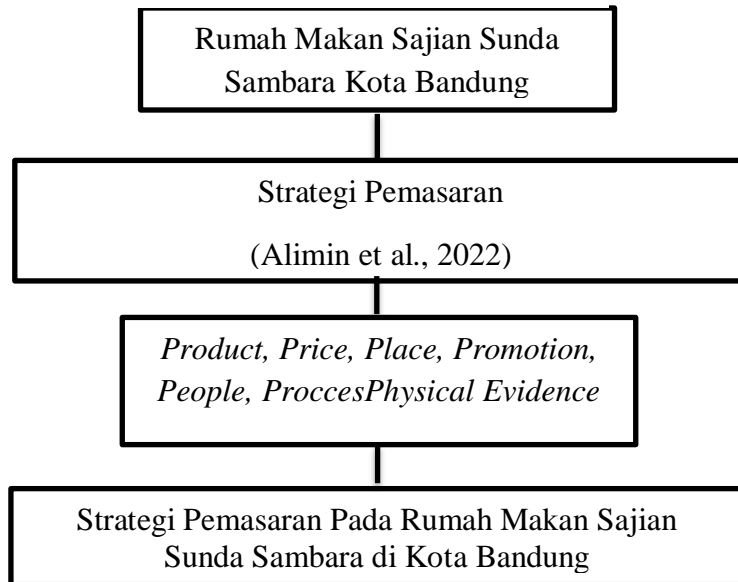 Rumah Makan Sajian Sunda
Sambara Kota Bandung
Strategi Pemasaran
(Alimin et al., 2022)
Product, Price, Place, Promotion,
People, ProccesPhysical Evidence
Strategi Pemasaran Pada Rumah Makan Sajian
Sunda Sambara di Kota Bandung